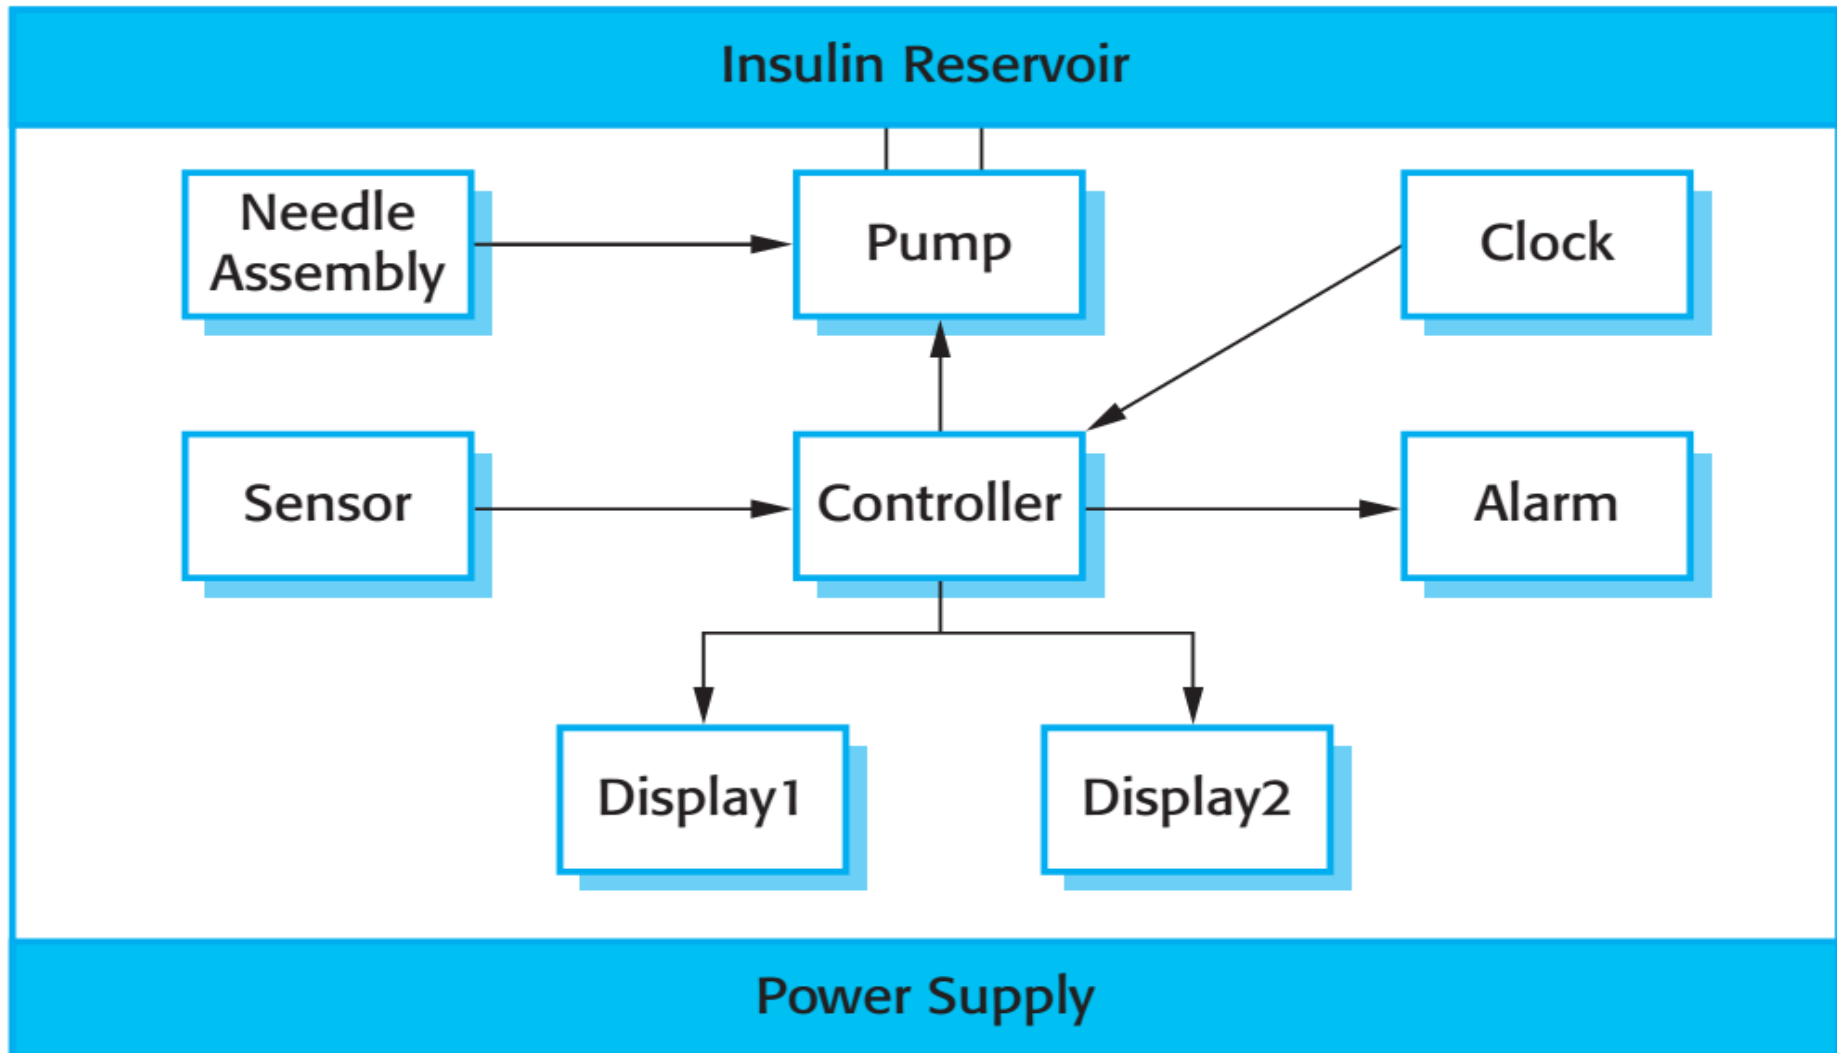 Insulin Reservoir
Needle
Assembly
Pump
Clock
Sensor
Controller
Alarm
Display1
Display2
Power Supply